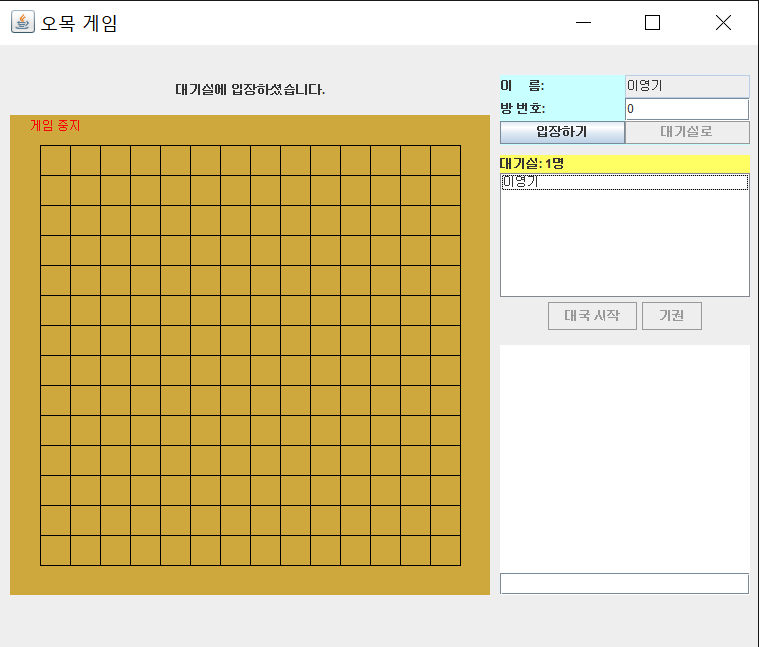 오목 게임
대기실에 입장하셨습니다.
게임 중지
이 름: 이영기
방 번호: 0
입장하기 대기실로
대기실: 1명
이영기
대국 시작 기권